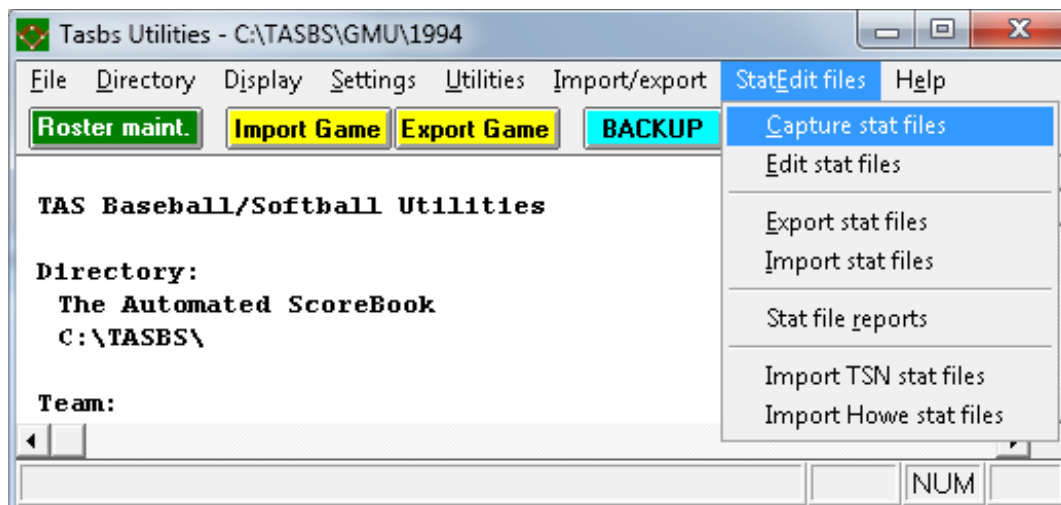 Tasbs Utilities - C:\TASBS\GMU\1994
File Directory Display Settings Utilities Import/export StatEdit files Help
Roster maint. Import Game Export Game BACKUP
Capture stat files
Edit stat files
Export stat files
Import stat files
Stat file reports
Import TSN stat files
Import Howe stat files
TAS Baseball/Softball Utilities
Directory:
The Automated ScoreBook
C:\TASBS\
Team:
NUM